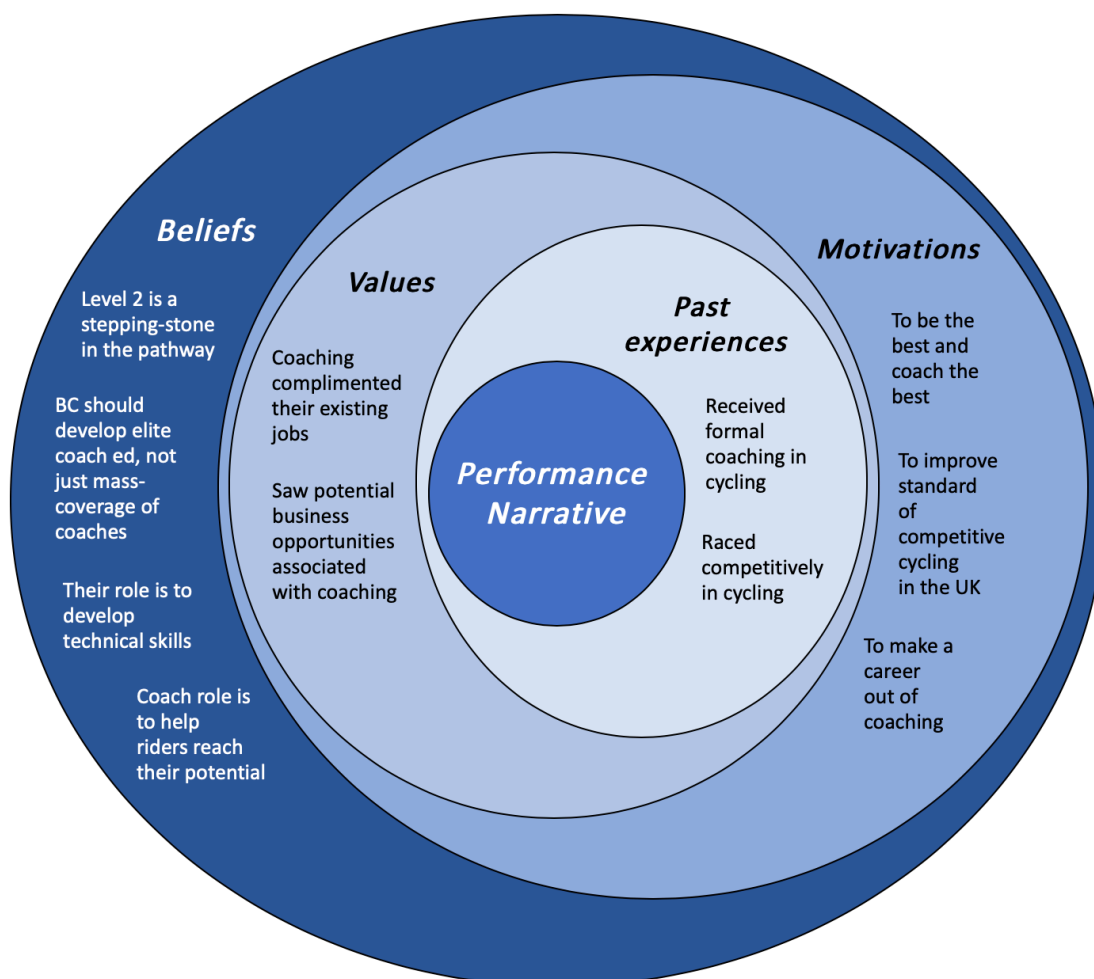 Beliefs
Level 2 is a
stepping-stone
in the pathway
BC should
develop elite
coach ed, not
just mass-
coverage of
coaches
Their role is to
develop
technical skills
Coach role is
to help
riders reach
their potential
Values
Coaching
complimented
their existing
jobs
Saw potential
business
opportunities
associated
with coaching
Performance
Narrative
Past
experiences
Received
formal
coaching in
cycling
Raced
competitively
in cycling
Motivations
To be the
best and
coach the
best
To improve
standard
of
competitive
cycling
in the UK
To make a
career
out of
coaching